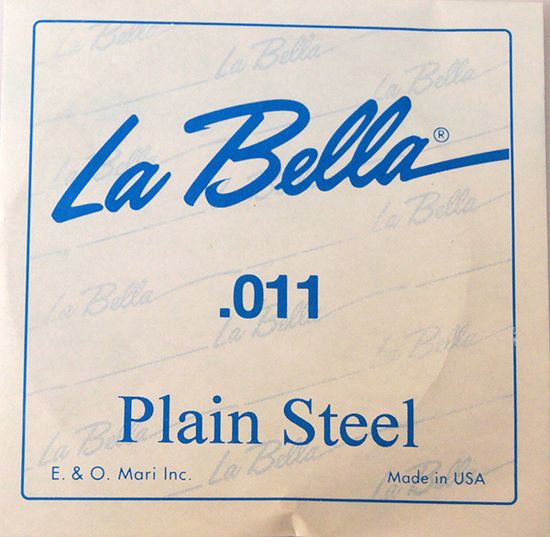 La Bella®
.011
Plain Steel
E. & O. Mari Inc. Made in USA